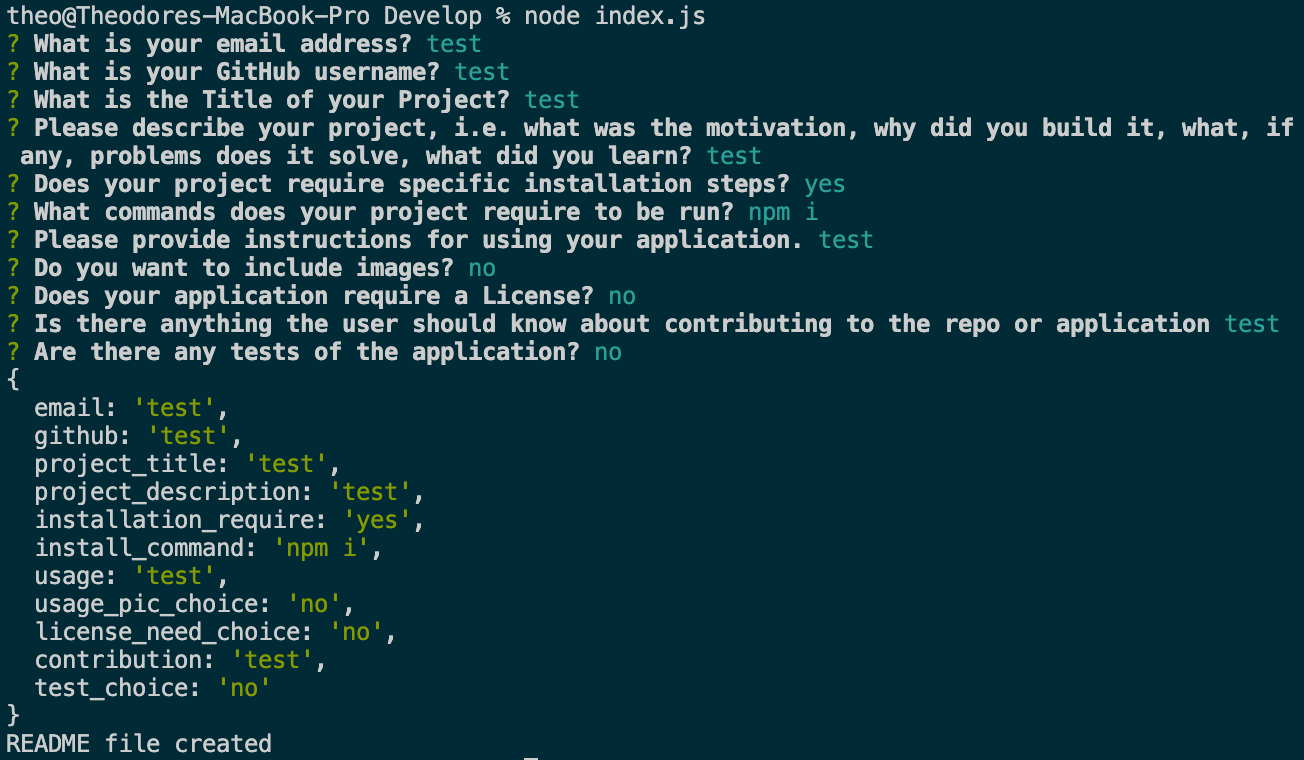 theo@Theodores-MacBook-Pro Develop % node index.js
? What is your email address? test
? What is your GitHub username? test
? What is the Title of your Project? test
? Please describe your project, i.e. what was the motivation, why did you build it, what, if
any, problems does it solve, what did you learn? test
? Does your project require specific installation steps? yes
? What commands does your project require to be run? npm i
? Please provide instructions for using your application. test
? Do you want to include images? no
? Does your application require a License? no
? Is there anything the user should know about contributing to the repo or application test
? Are there any tests of the application? no
{
  email: 'test',
  github: 'test',
  project_title: 'test',
  project_description: 'test',
  installation_require: 'yes',
  install_command: 'npm i',
  usage: 'test',
  usage_pic_choice: 'no',
  license_need_choice: 'no',
  contribution: 'test',
  test_choice: 'no'
}
README file created